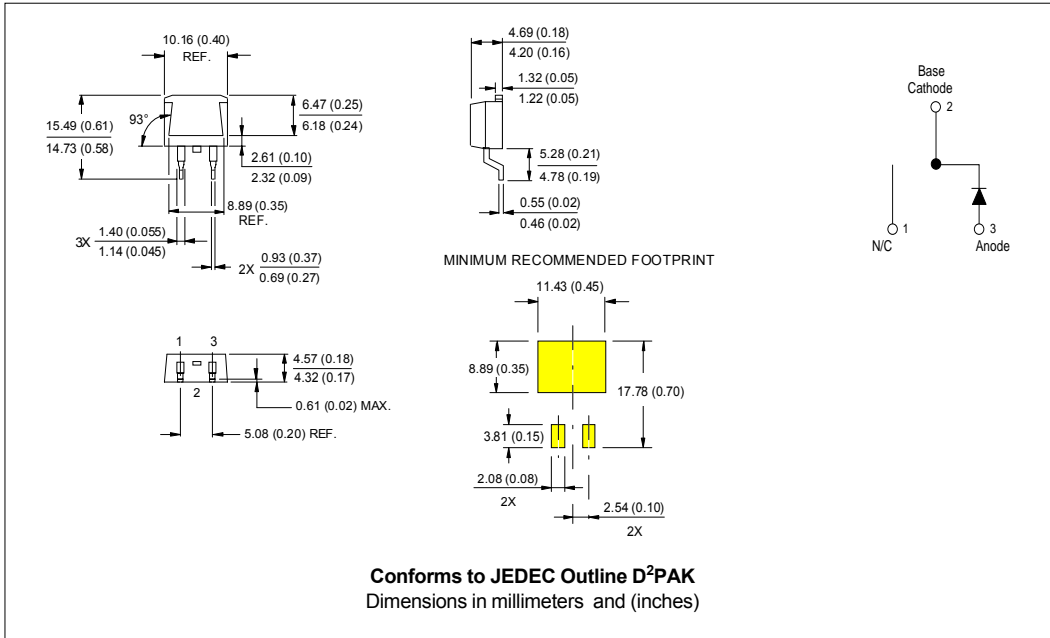 10.16 (0.40)
REF.
93°
15.49 (0.61)
14.73 (0.58)
6.47 (0.25)
6.18 (0.24)
2.61 (0.10)
2.32 (0.09)
8.89 (0.35)
REF.
3X
1.40 (0.055)
1.14 (0.045)
2X
0.93 (0.37)
0.69 (0.27)
4.69 (0.18)
4.20 (0.16)
1.32 (0.05)
1.22 (0.05)
5.28 (0.21)
4.78 (0.19)
0.55 (0.02)
0.46 (0.02)
Base
Cathode
2
1
N/C
3
Anode
1 3
2
4.57 (0.18)
4.32 (0.17)
0.61 (0.02) MAX.
5.08 (0.20) REF.
MINIMUM RECOMMENDED FOOTPRINT
11.43 (0.45)
8.89 (0.35)
17.78 (0.70)
3.81 (0.15)
2.08 (0.08)
2X
2.54 (0.10)
2X
Conforms to JEDEC Outline D²PAK
Dimensions in millimeters and (inches)